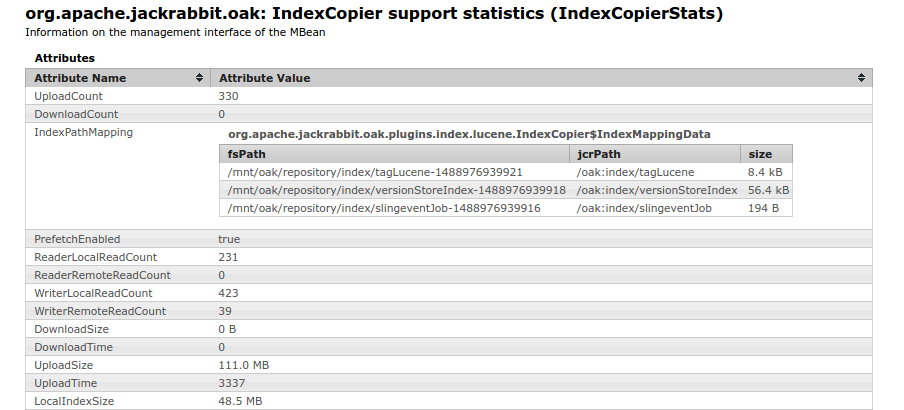 org.apache.jackrabbit.oak: IndexCopier support statistics (IndexCopierStats)
Information on the management interface of the MBean
Attributes
Attribute Name Attribute Value
UploadCount 330
DownloadCount 0
IndexPathMapping org.apache.jackrabbit.oak.plugins.index.lucene.IndexCopier$IndexMappingData
fsPath jcrPath size
/mnt/oak/repository/index/tagLucene-1488976939921 /oak:index/tagLucene 8.4 kB
/mnt/oak/repository/index/versionStoreIndex-1488976939918 /oak:index/versionStoreIndex 56.4 kB
/mnt/oak/repository/index/slingeventJob-1488976939916 /oak:index/slingeventJob 194 B
PrefetchEnabled true
ReaderLocalReadCount 231
ReaderRemoteReadCount 0
WriterLocalReadCount 423
WriterRemoteReadCount 39
DownloadSize 0 B
DownloadTime 0
UploadSize 111.0 MB
UploadTime 3337
LocalIndexSize 48.5 MB